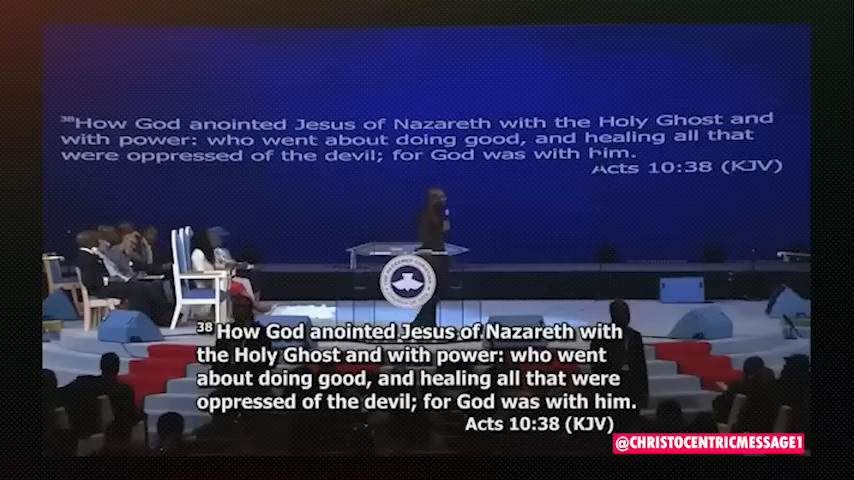 38How God anointed Jesus of Nazareth with the Holy Ghost and
with power: who went about doing good, and healing all that
were oppressed of the devil; for God was with him.
Acts 10:38 (KJV)
38 How God anointed Jesus of Nazareth with
the Holy Ghost and with power: who went
about doing good, and healing all that were
oppressed of the devil; for God was with him.
Acts 10:38 (KJV)
@CHRISTOCENTRICMESSAGE1